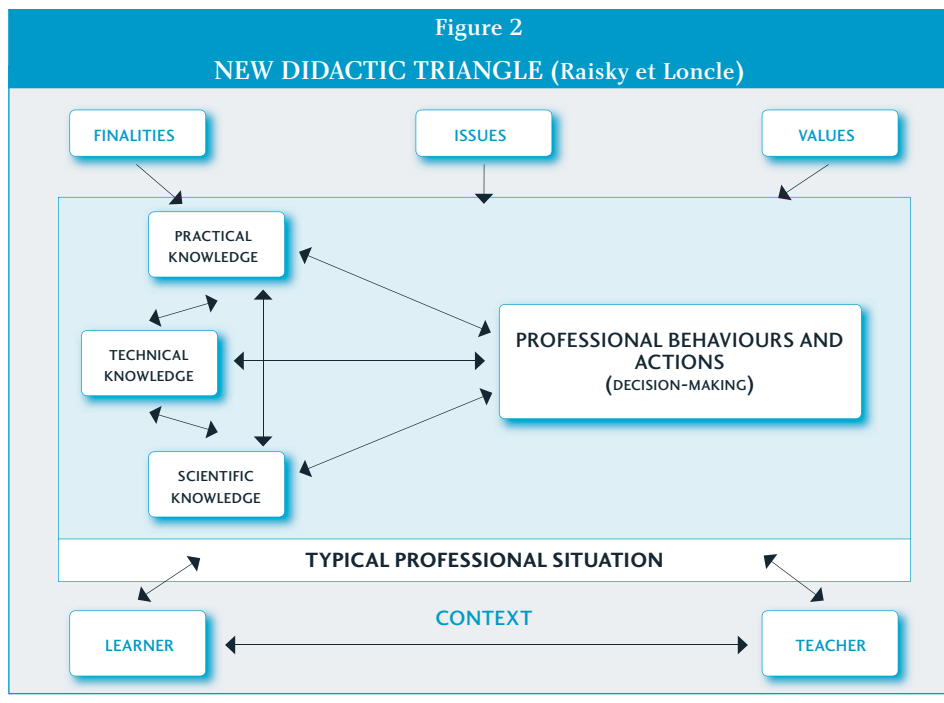 Figure 2
NEW DIDACTIC TRIANGLE (Raisky et Loncle)
FINALITIES
ISSUES
VALUES
PRACTICAL
KNOWLEDGE
TECHNICAL
KNOWLEDGE
PROFESSIONAL BEHAVIOURS AND
ACTIONS
(DECISION-MAKING)
SCIENTIFIC
KNOWLEDGE
TYPICAL PROFESSIONAL SITUATION
CONTEXT
LEARNER
TEACHER